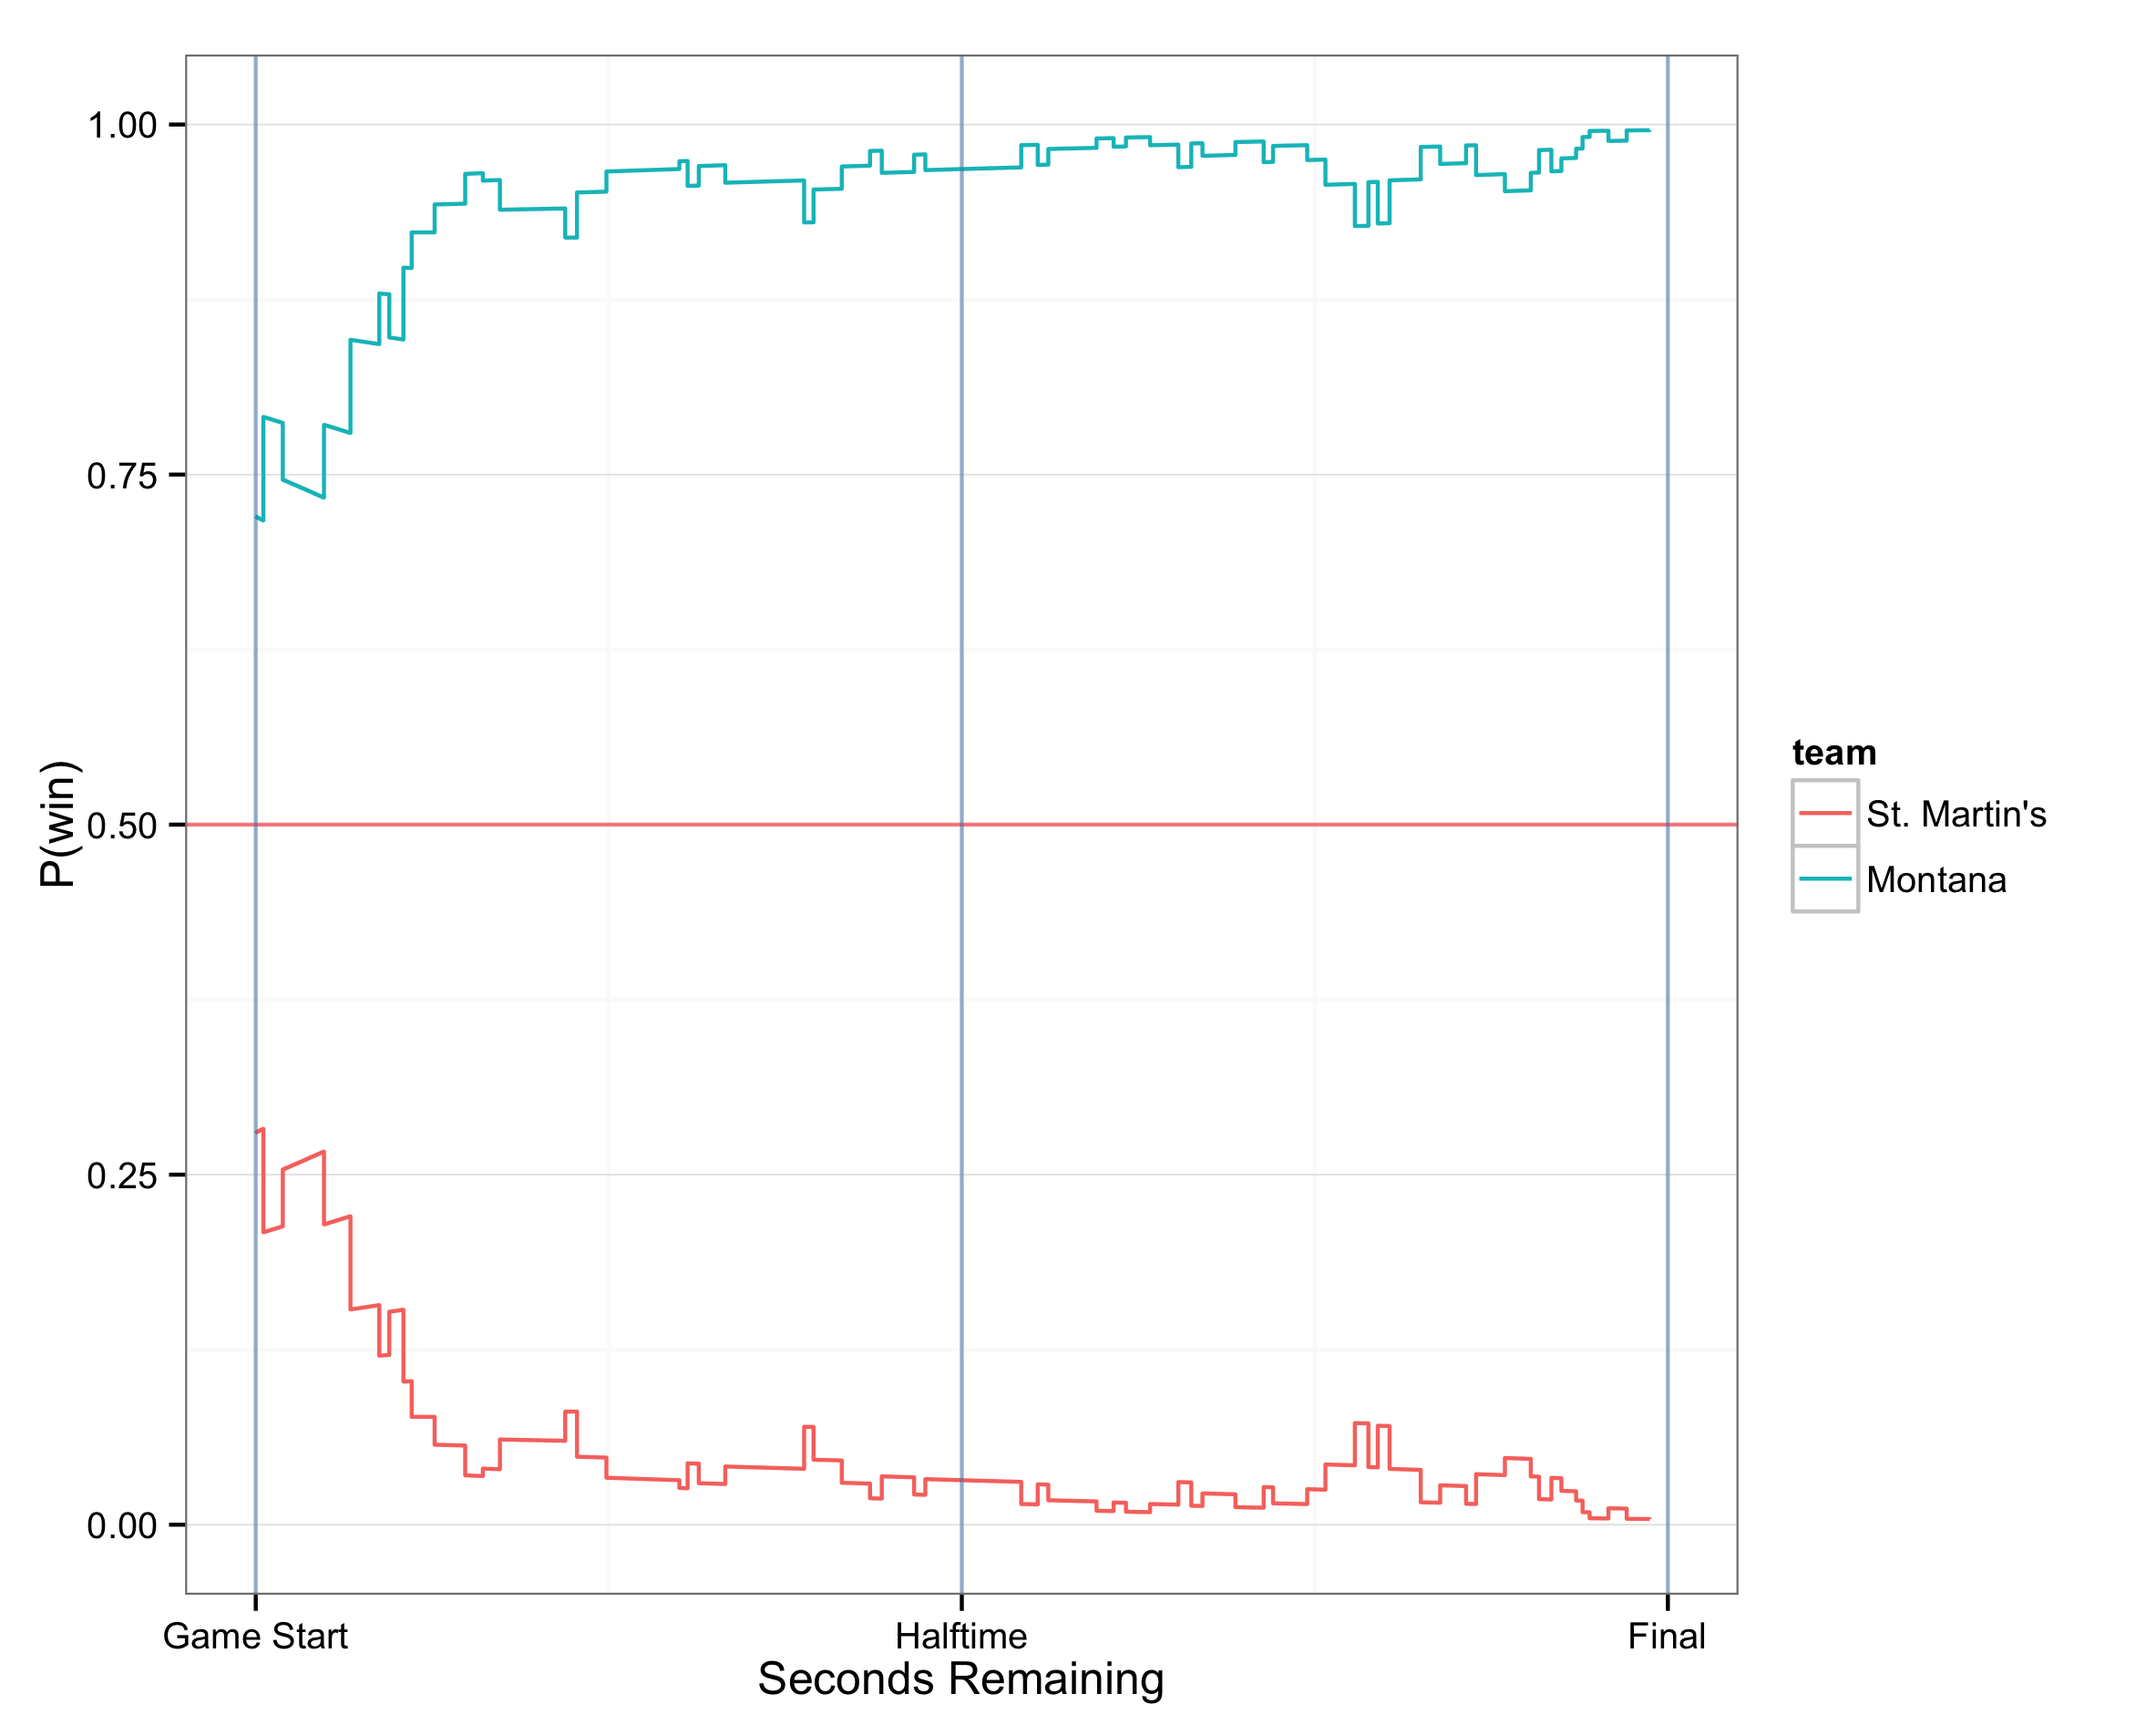 1.00
0.75
0.50
0.25
0.00
P(win)
Game Start
Halftime
Final
Seconds Remaining
team
St. Martin's
Montana